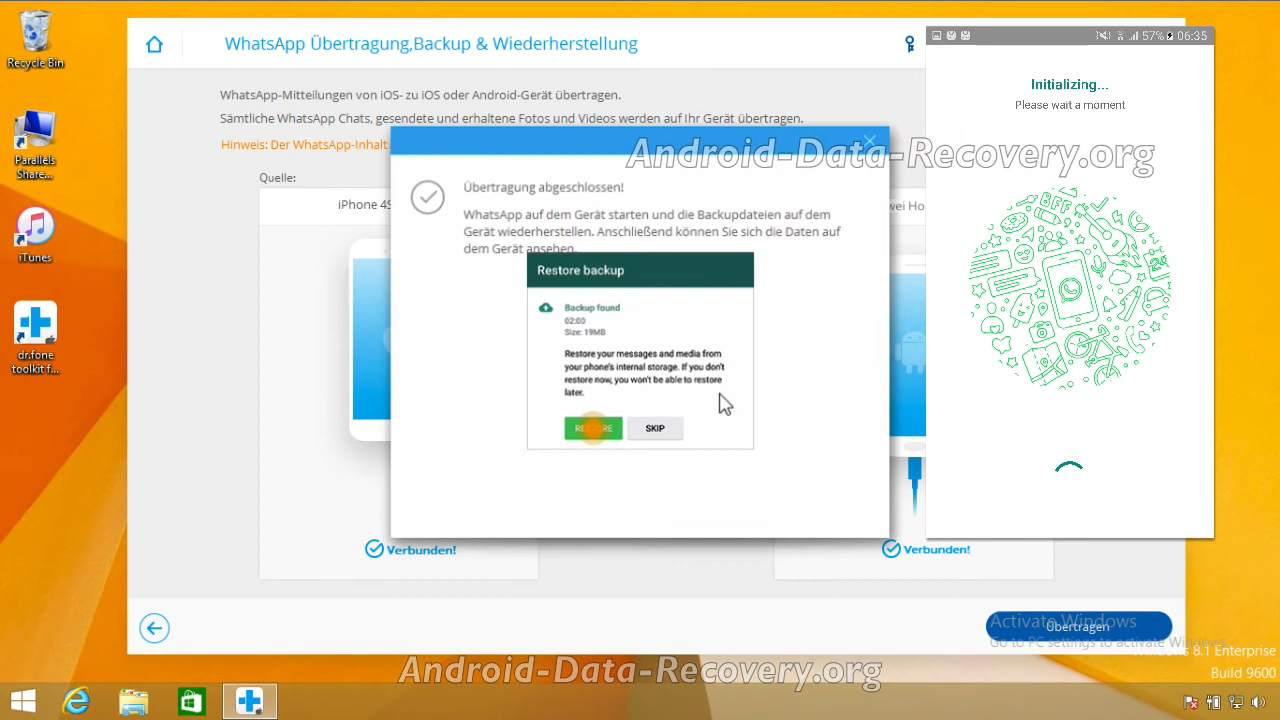 Recycle Bin
Parallels
Share...
iTunes
dr.fone
toolkit f...
WhatsApp Übertragung,Backup & Wiederherstellung
WhatsApp-Mitteilungen von iOS- zu iOS oder Android-Gerät übertragen.
Sämtliche WhatsApp Chats, gesendete und erhaltene Fotos und Videos werden auf Ihr Gerät übertragen.
Hinweis: Der WhatsApp-Inhalt
Quelle:
iPhone 4S
wei Ho
Übertragung abgeschlossen!
WhatsApp auf dem Gerät starten und die Backupdateien auf dem
Gerät wiederherstellen. Anschließend können Sie sich die Daten auf
dem Gerät ansehen.
Restore backup
Backup found
02:00
Size: 19MB
Restore your messages and media from
your phone's internal storage. If you don't
restore now, you won't be able to restore
later.
RESTORE
SKIP
Verbunden!
Verbunden!
Übertragen
57% 06:35
Initializing...
Please wait a moment
BFF
24
Android-Data-Recovery.org
Android-Data-Recovery.org
Activate Windows
Go to PC settings to activate Windows.
Windows 8.1 Enterprise
Build 9600